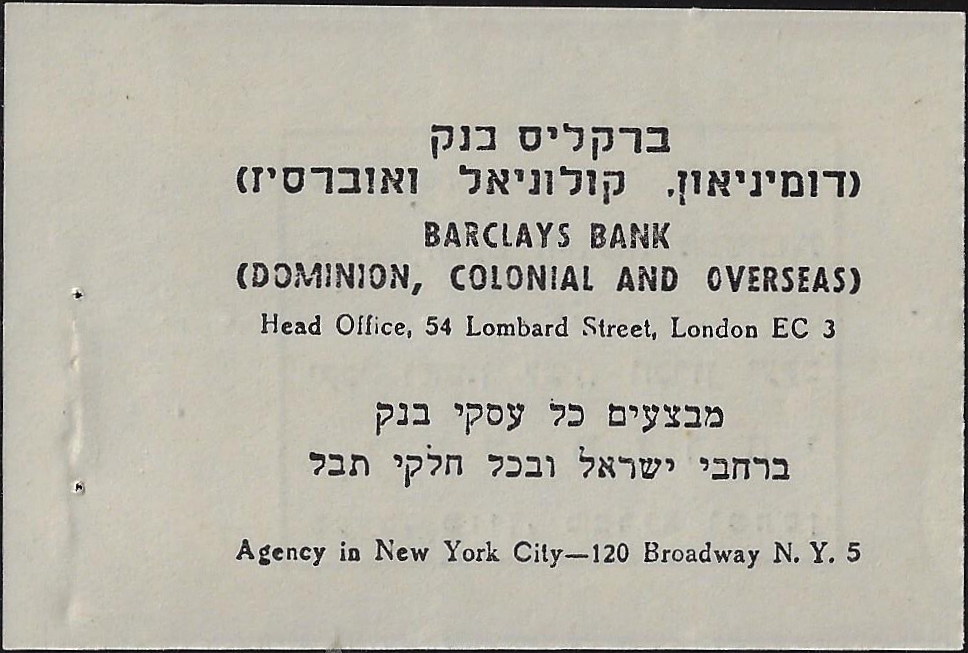 ברקליס בנק
(דומיניאון, קולוניאל ואוברסיז)
BARCLAYS BANK
(DOMINION, COLONIAL AND OVERSEAS)
Head Office, 54 Lombard Street, London EC 3
מבצעים כל עסקי בנק
ברחבי ישראל ובכל חלקי תבל
Agency in New York City—120 Broadway N. Y. 5